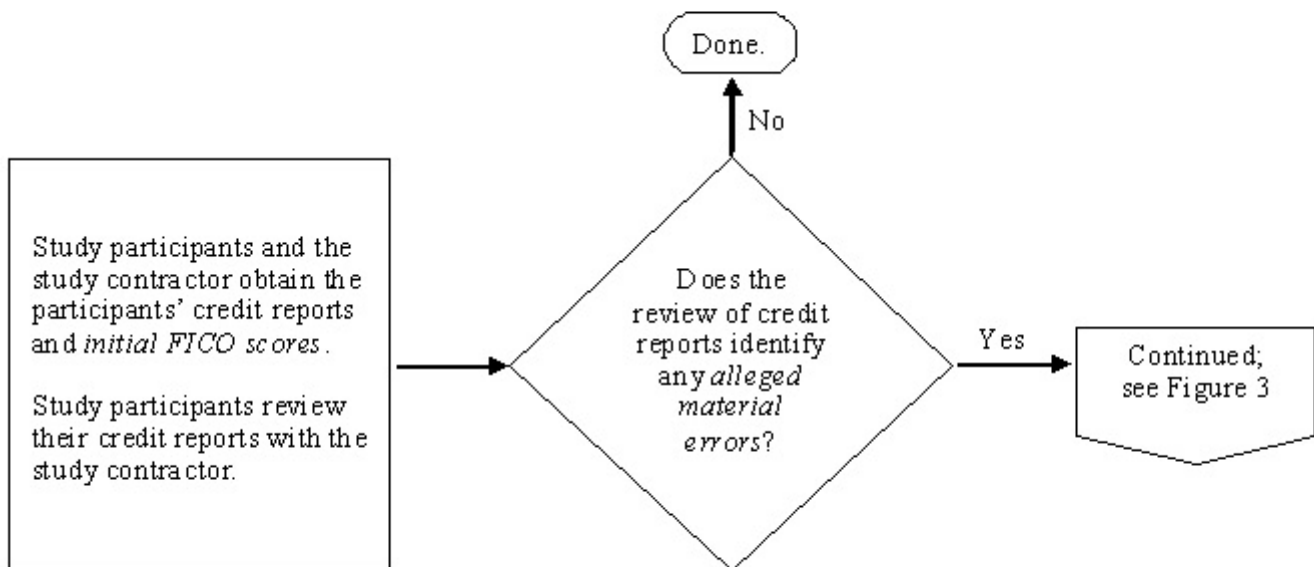 Done.
No
Study participants and the
study contractor obtain the
participants’ credit reports
and initial FICO scores.
Study participants review
their credit reports with the
study contractor.
Does the
review of credit
reports identify
any alleged
material
errors?
Yes
Continued;
see Figure 3